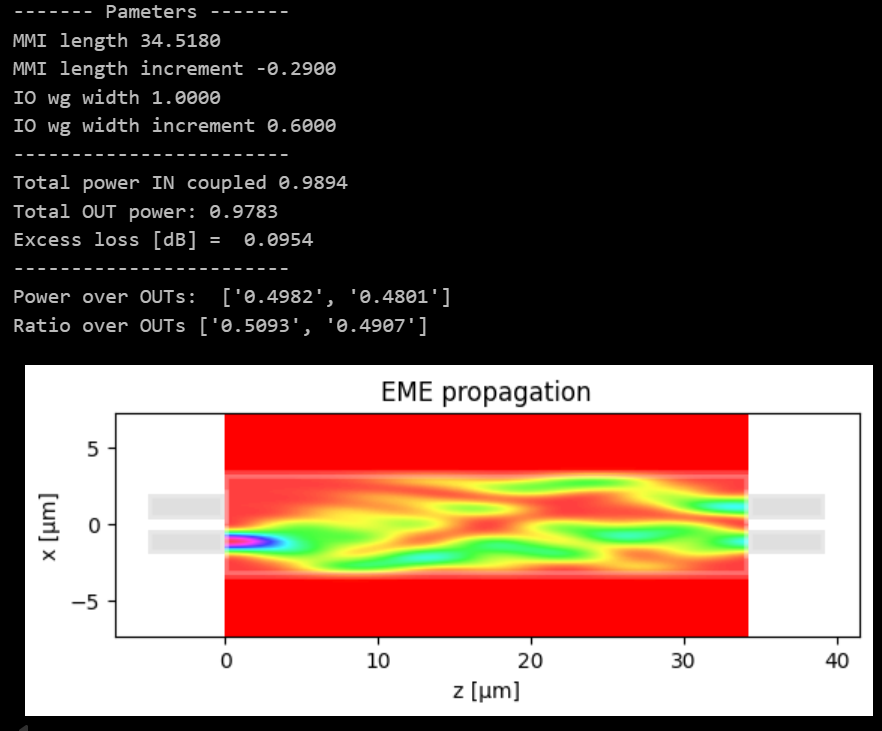 ------- Pameters -------
MMI length 34.5180
MMI length increment -0.2900
IO wg width 1.0000
IO wg width increment 0.6000
------------------------
Total power IN coupled 0.9894
Total OUT power: 0.9783
Excess loss [dB] =  0.0954
------------------------
Power over OUTs:  ['0.4982', '0.4801']
Ratio over OUTs ['0.5093', '0.4907']
EME propagation
5
0
−5
x [µm]
0 10 20 30 40
z [µm]